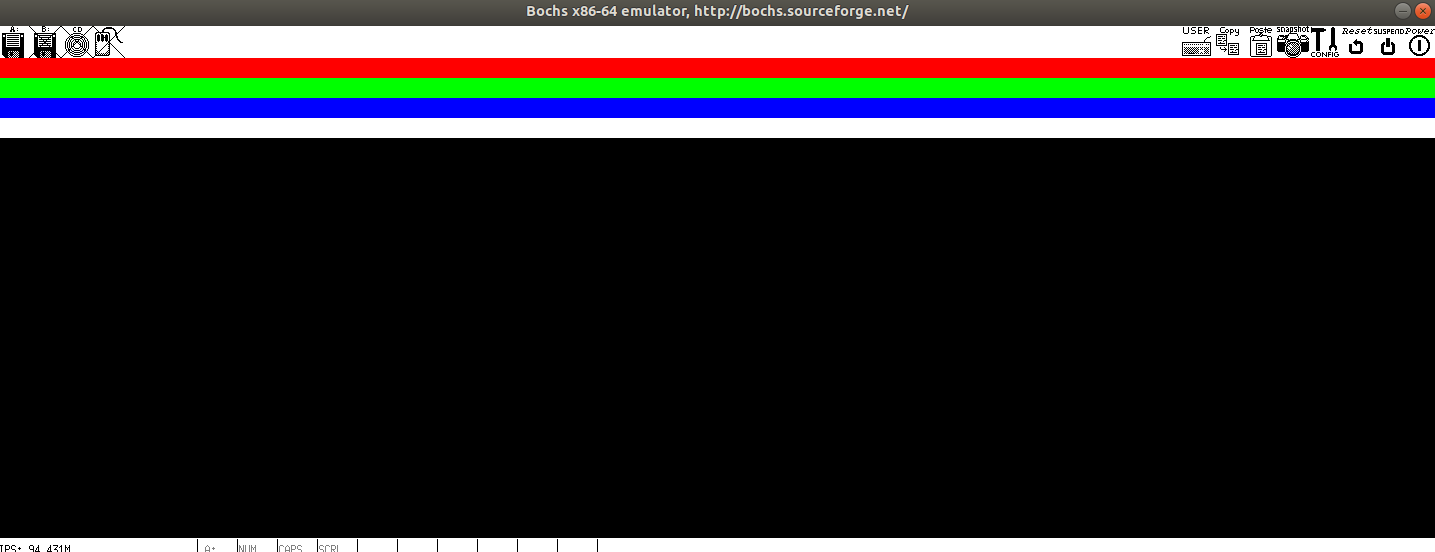 Bochs x86-64 emulator, http://bochs.sourceforge.net/
A: B: CD USER Copy Paste snapshot CONFIG Reset SUSPEND Power
IPS: 94.431M A: NUM CAPS SCRL